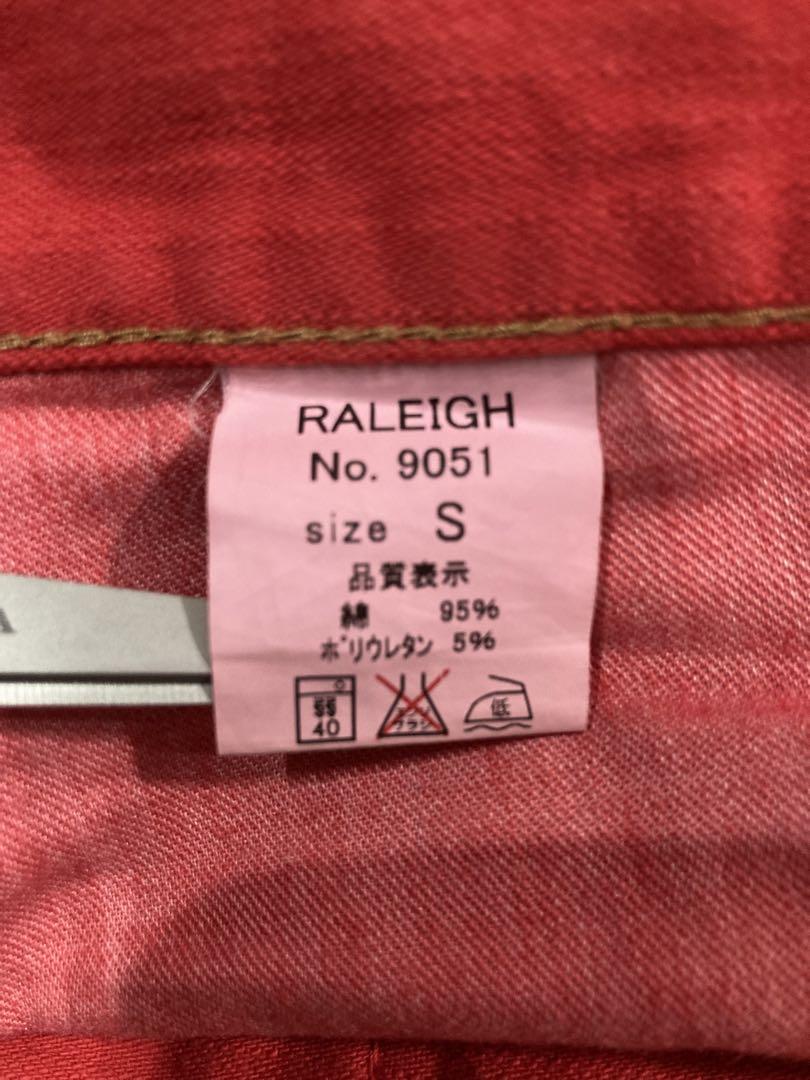 RALEIGH
No. 9051
size S
品質表示
綿 95%
ポリウレタン 5%
40
低
A